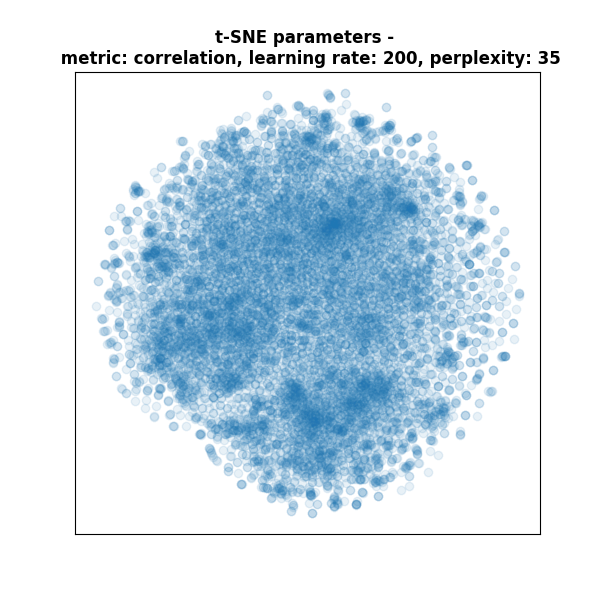 t-SNE parameters -
metric: correlation, learning rate: 200, perplexity: 35